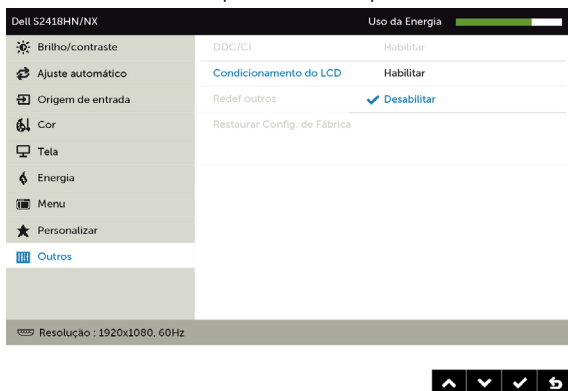 Dell S2418HN/NX Uso da Energia
Brilho/contraste DDC/CI Habilitar
Ajuste automático Condicionamento do LCD Habilitar
Origem de entrada Redef outros Desabilitar
Cor Restaurar Config. de Fábrica
Tela
Energia
Menu
Personalizar
Outros
Resolução : 1920x1080, 60Hz